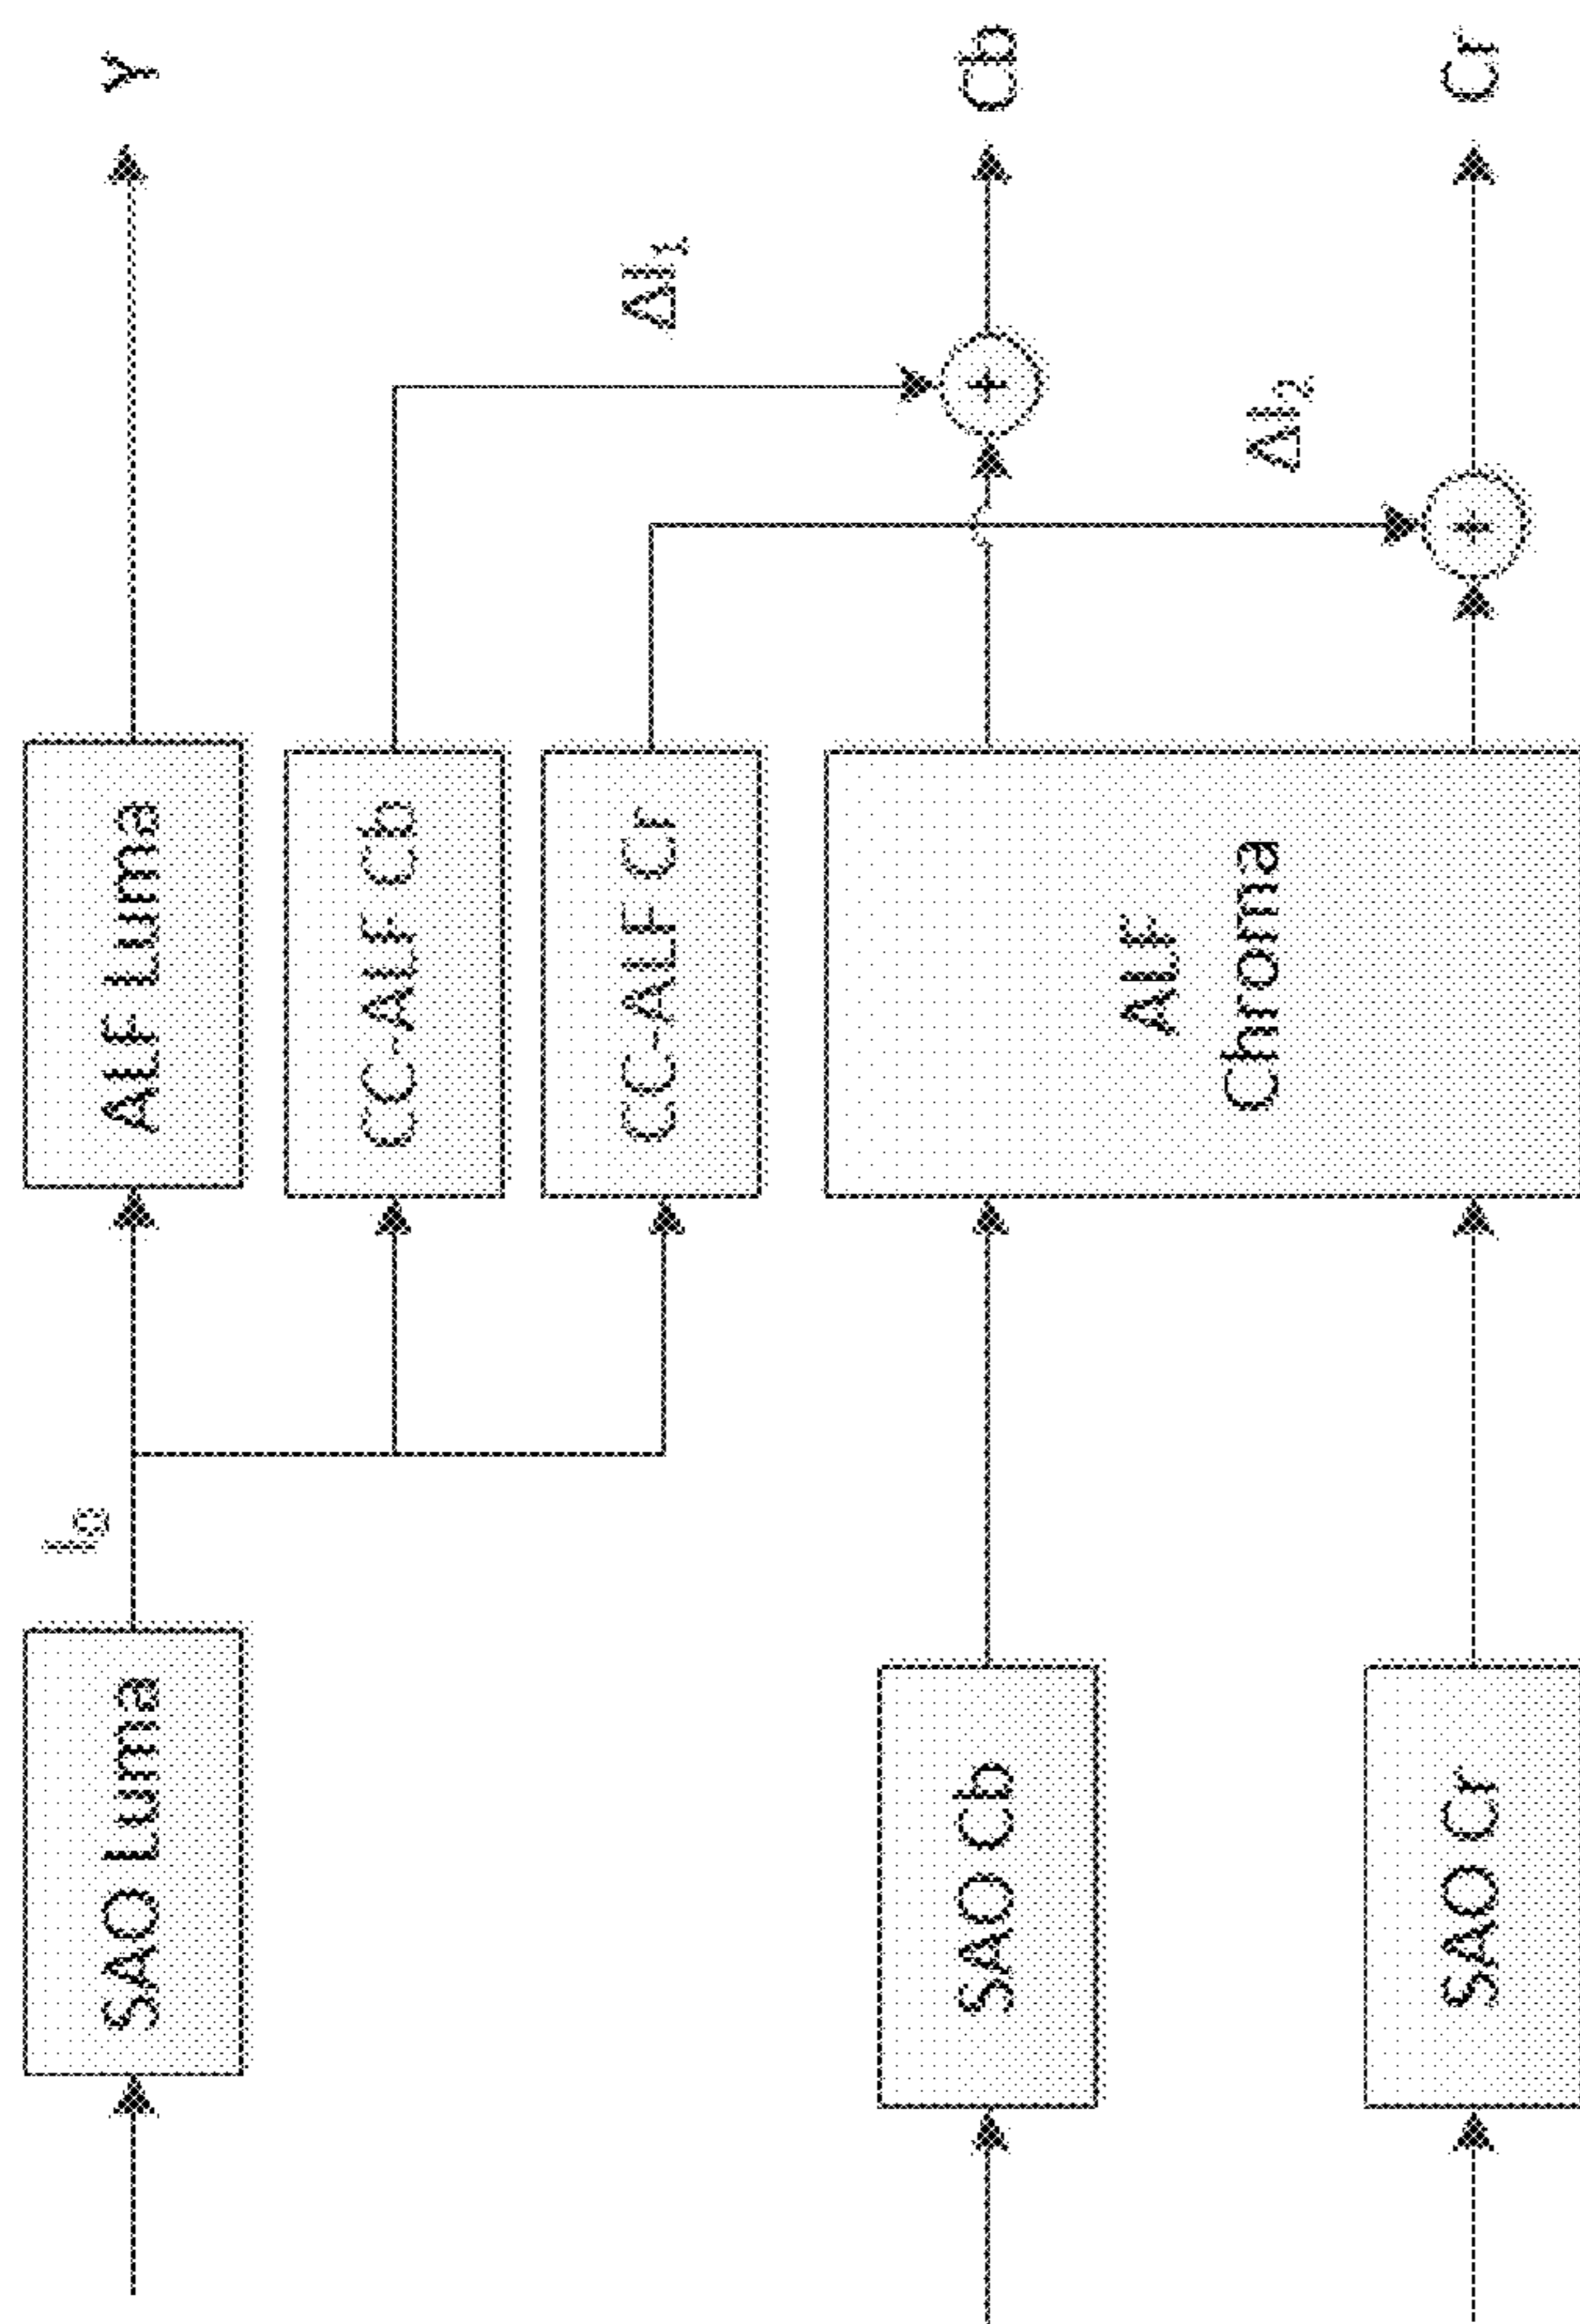 SAO Luma
I₀
ALF Luma
Y
CC-ALF Cb
ΔI₁
CC-ALF Cr
ΔI₂
SAO Cb
ALF
Chroma
+
Cb
SAO Cr
+
Cr